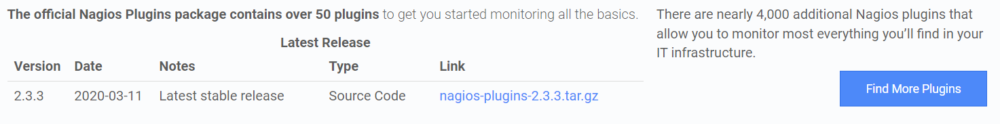 The official Nagios Plugins package contains over 50 plugins to get you started monitoring all the basics.
Latest Release
Version Date Notes Type Link
2.3.3 2020-03-11 Latest stable release Source Code nagios-plugins-2.3.3.tar.gz
There are nearly 4,000 additional Nagios plugins that
allow you to monitor most everything you’ll find in your
IT infrastructure.
Find More Plugins